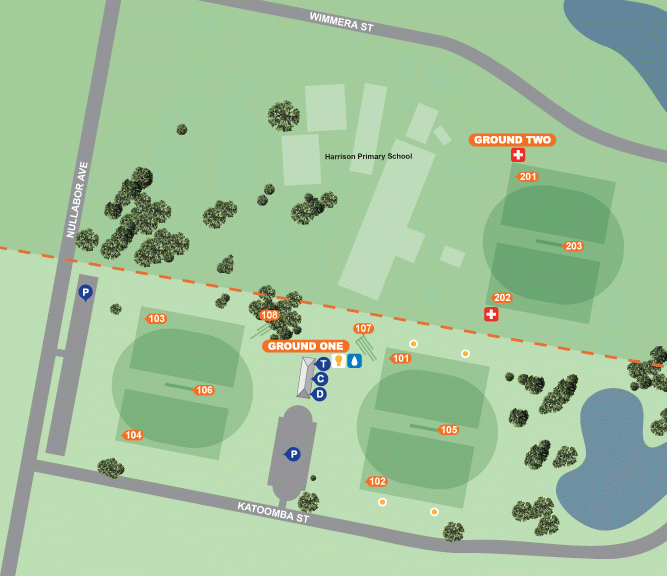 WIMMERA ST
GROUND TWO
Harrison Primary School
201
NULLABOR AVE
203
P
202
108
103
107
GROUND ONE
101
T
C
106
D
105
104
P
102
KATOOMBA ST